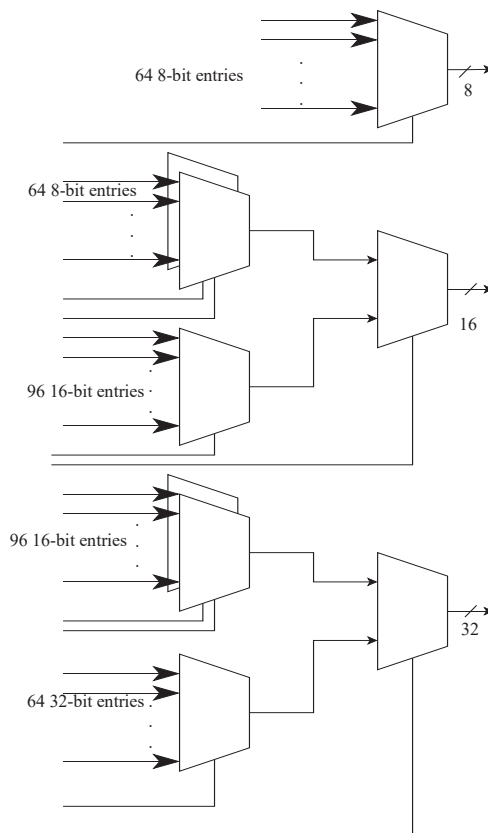 64 8-bit entries
8
64 8-bit entries
16
96 16-bit entries
96 16-bit entries
32
64 32-bit entries